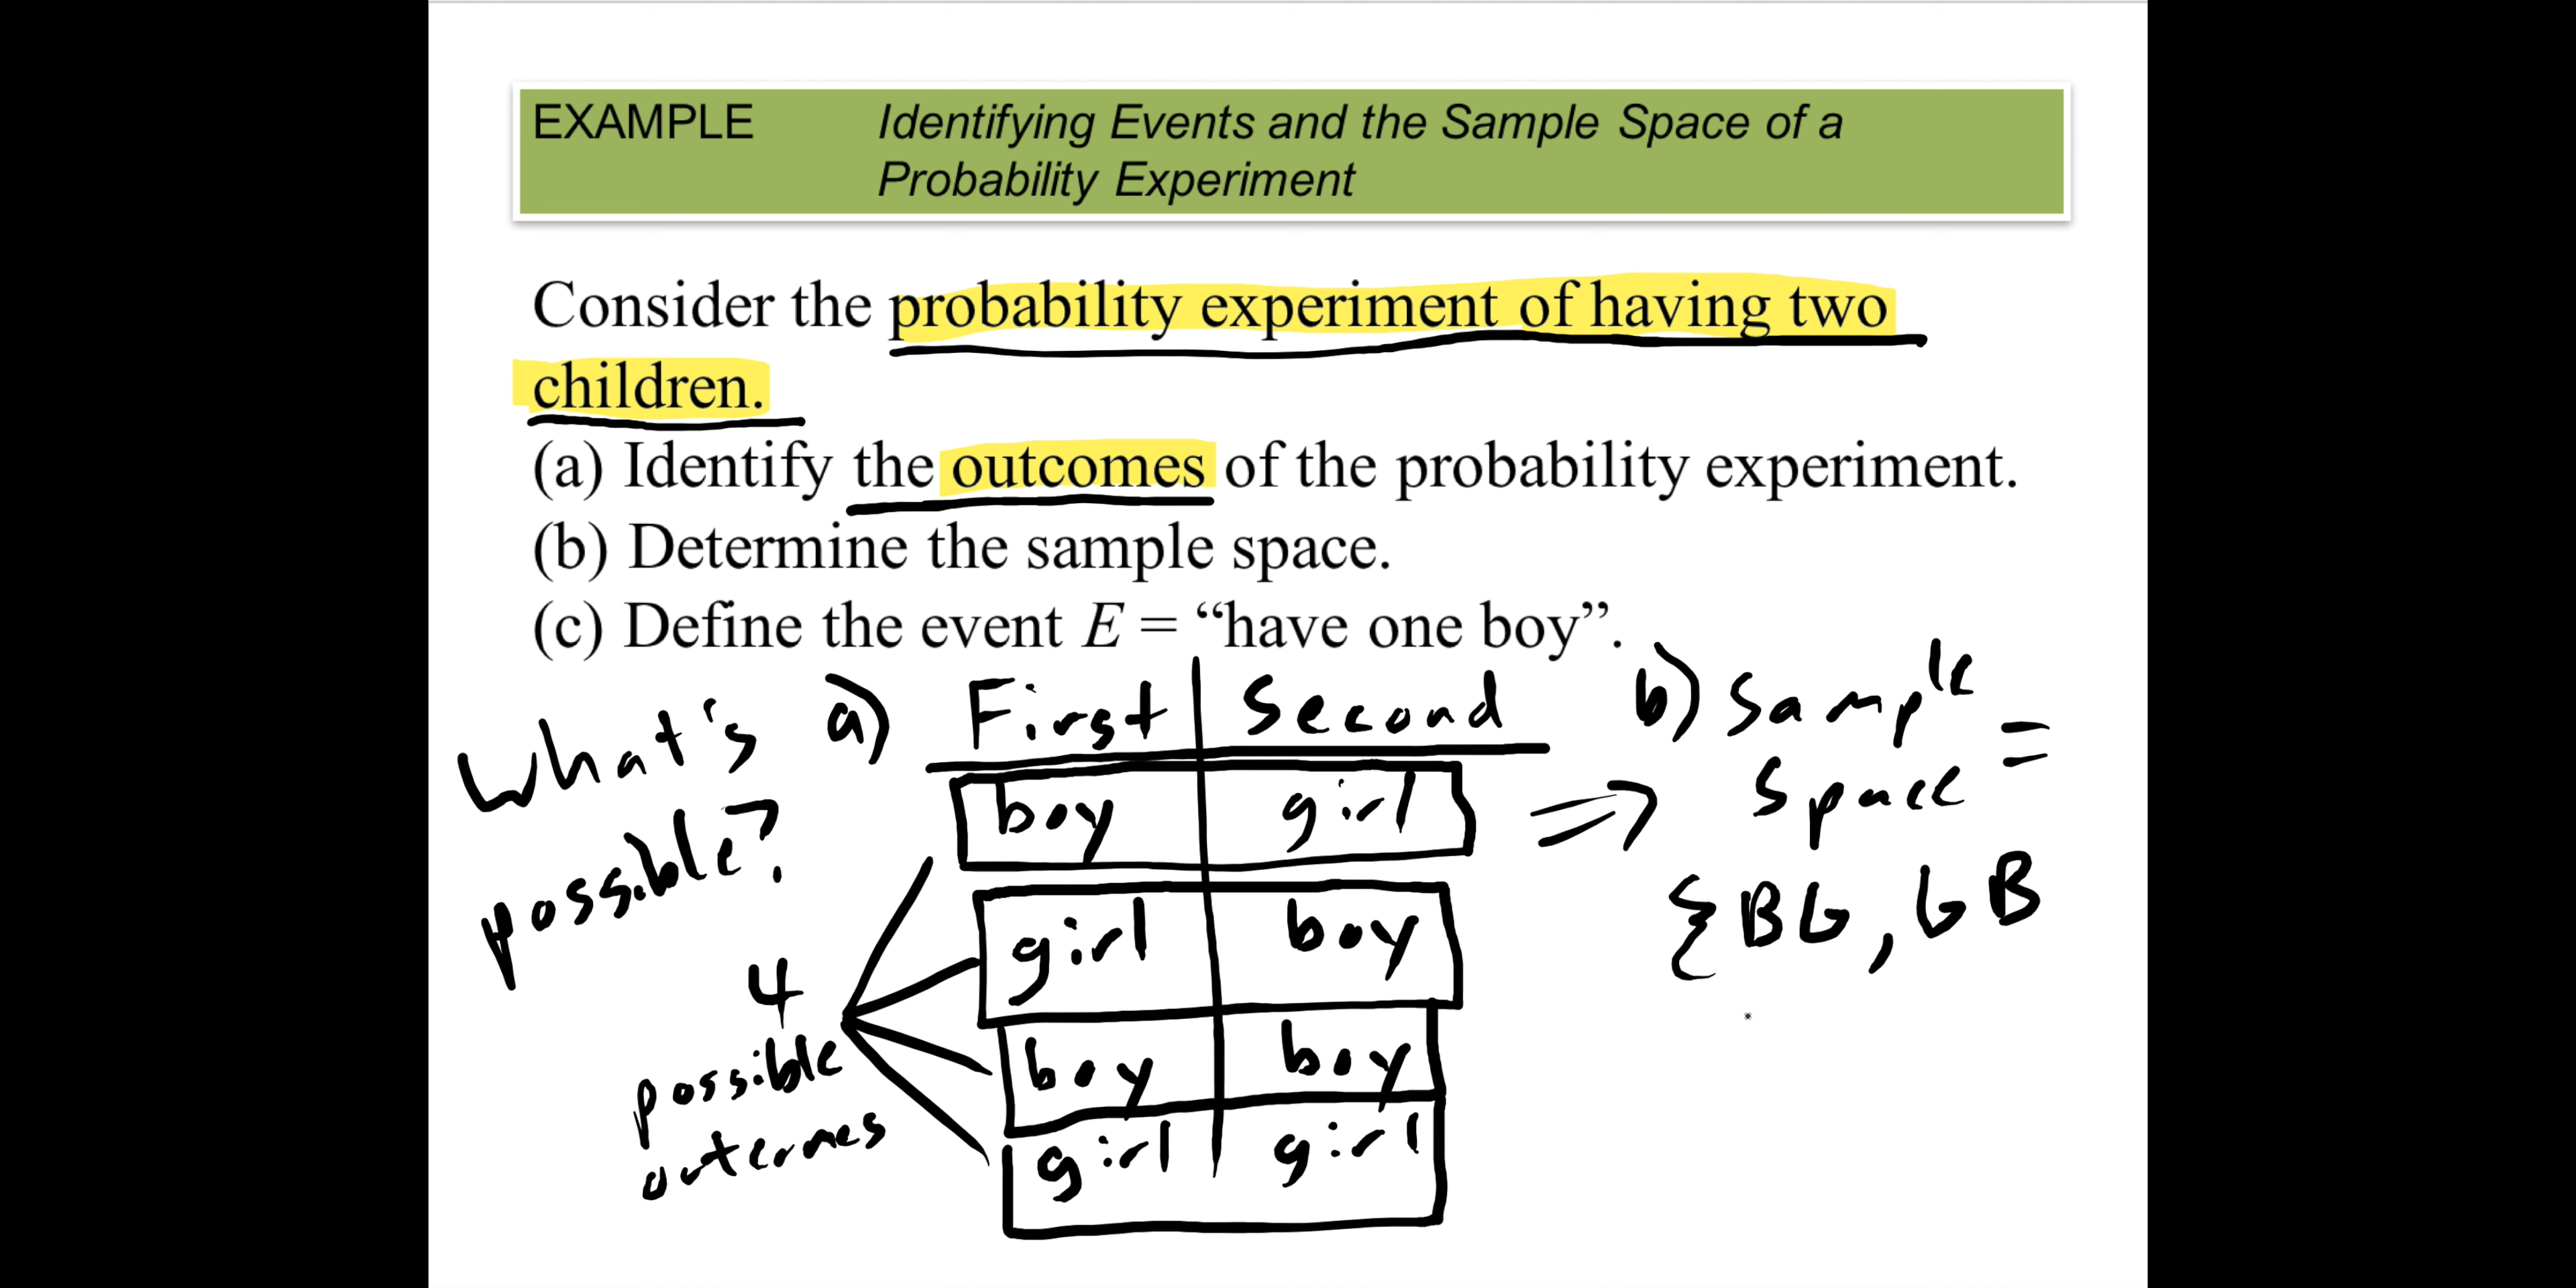 EXAMPLE Identifying Events and the Sample Space of a
Probability Experiment
Consider the probability experiment of having two
children.
(a) Identify the outcomes of the probability experiment.
(b) Determine the sample space.
(c) Define the event E = “have one boy”.
What's
possible?
4
possible
outcomes
a) First Second
boy girl
girl boy
boy boy
girl girl
b) Sample
Space =
⇒
{BG, GB